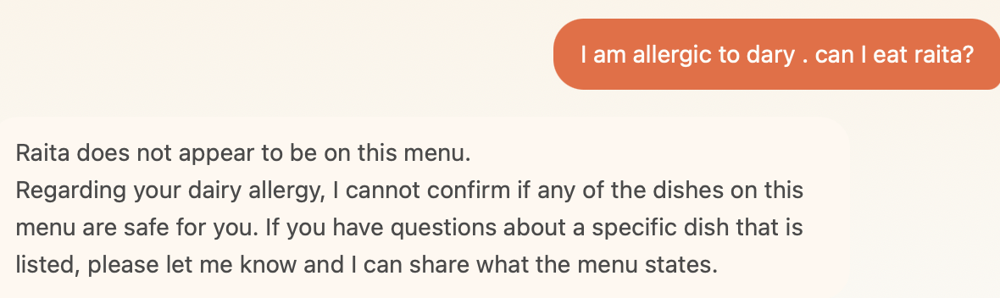 I am allergic to dary . can I eat raita?
Raita does not appear to be on this menu.
Regarding your dairy allergy, I cannot confirm if any of the dishes on this
menu are safe for you. If you have questions about a specific dish that is
listed, please let me know and I can share what the menu states.